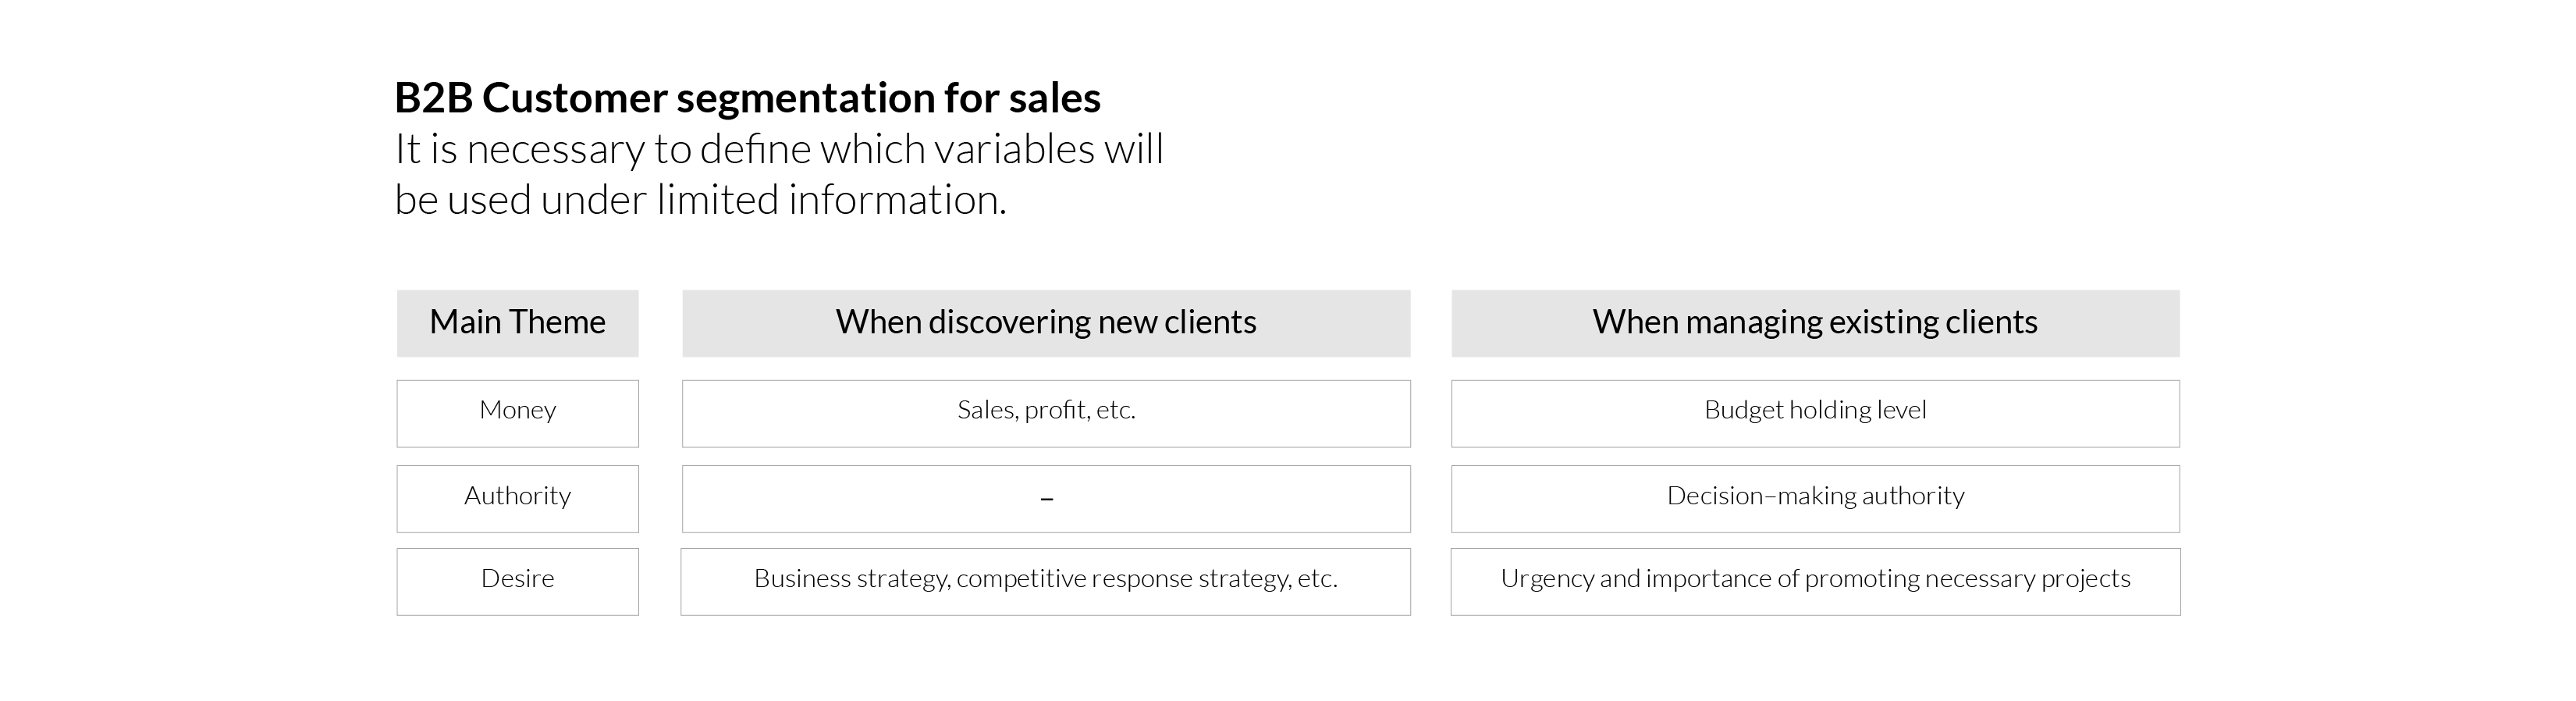 B2B Customer segmentation for sales
It is necessary to define which variables will
be used under limited information.
Main Theme When discovering new clients When managing existing clients
Money Sales, profit, etc. Budget holding level
Authority – Decision–making authority
Desire Business strategy, competitive response strategy, etc. Urgency and importance of promoting necessary projects